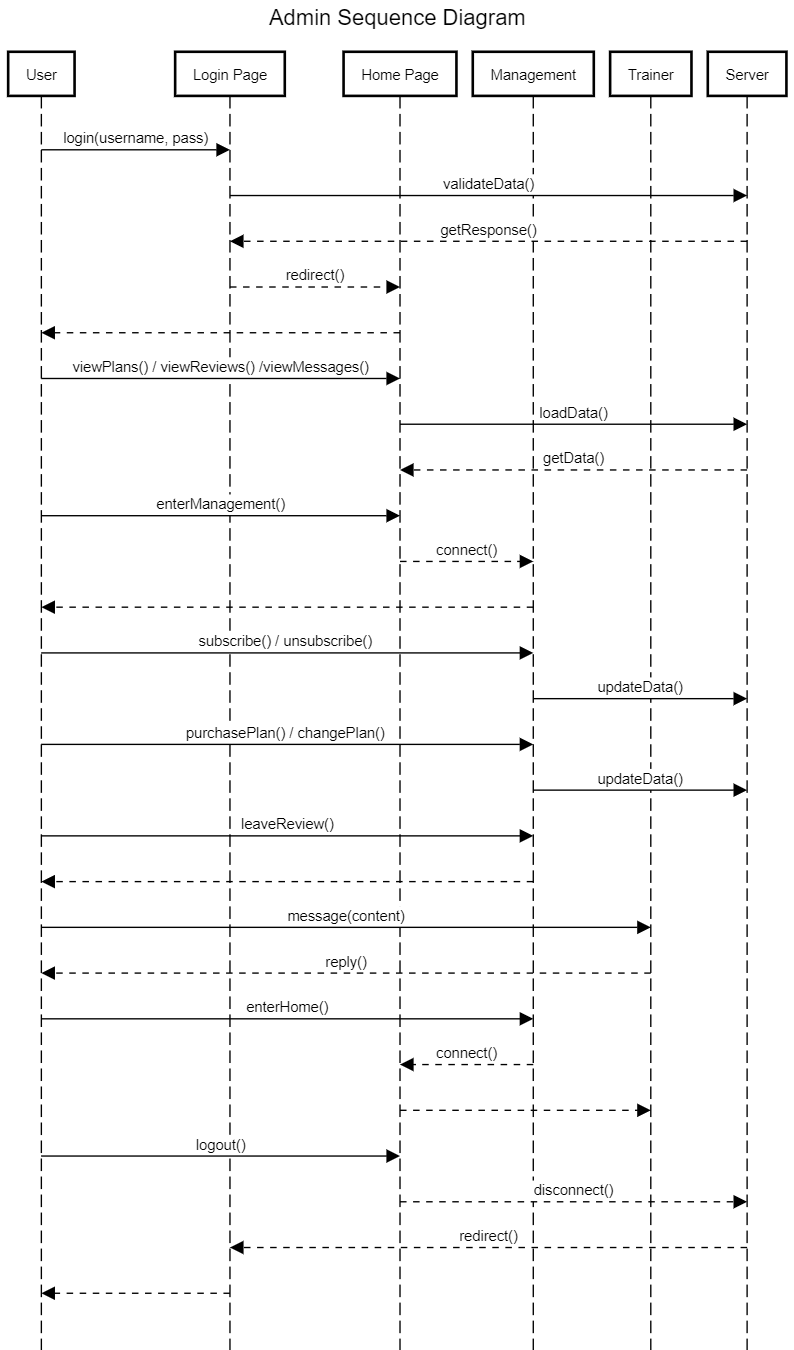 Admin Sequence Diagram
User
Login Page
Home Page
Management
Trainer
Server
login(username, pass)
validateData()
getResponse()
redirect()
viewPlans() / viewReviews() /viewMessages()
loadData()
getData()
enterManagement()
connect()
subscribe() / unsubscribe()
updateData()
purchasePlan() / changePlan()
updateData()
leaveReview()
message(content)
reply()
enterHome()
connect()
logout()
disconnect()
redirect()